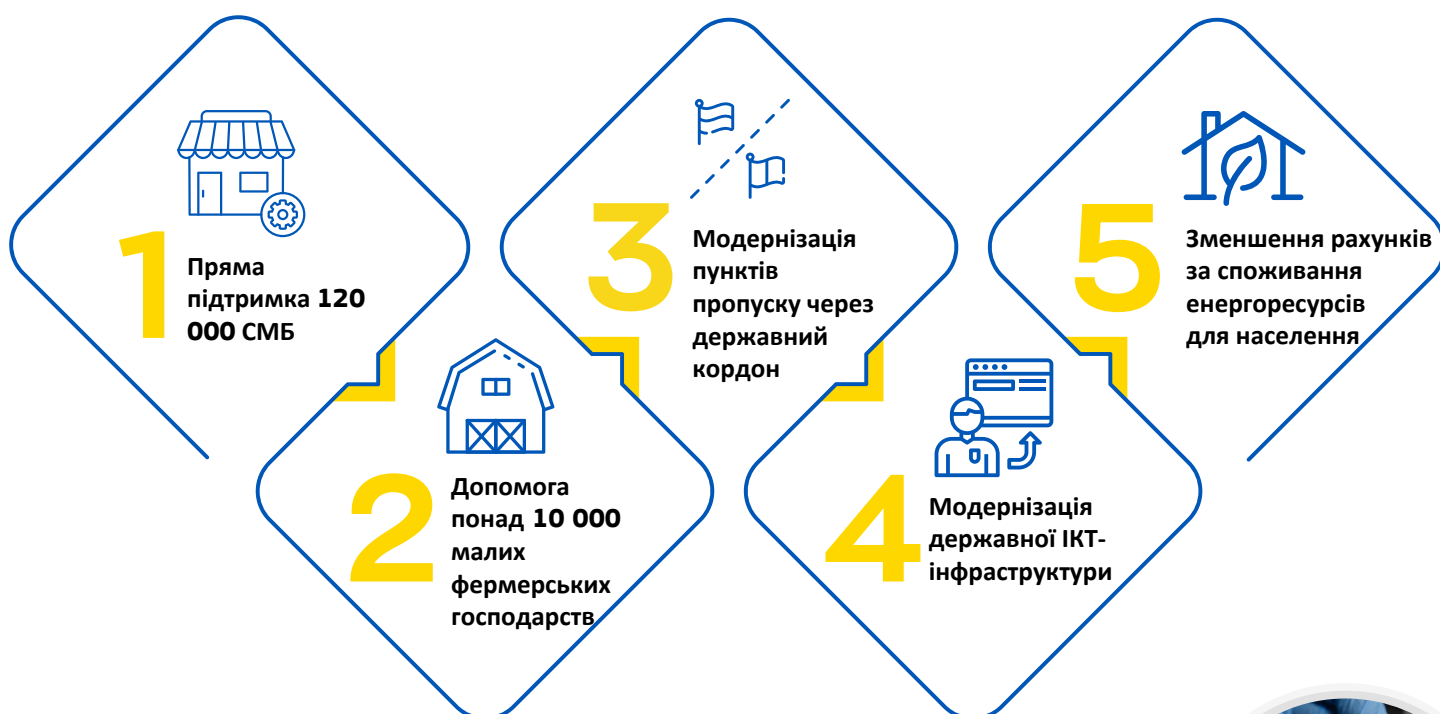 1
Пряма
підтримка 120
000 СМБ
2
Допомога
понад 10 000
малих
фермерських
господарств
3
Модернізація
пунктів
пропуску через
державний
кордон
4
Модернізація
державної ІКТ-
інфраструктури
5
Зменшення рахунків
за споживання
енергоресурсів
для населення